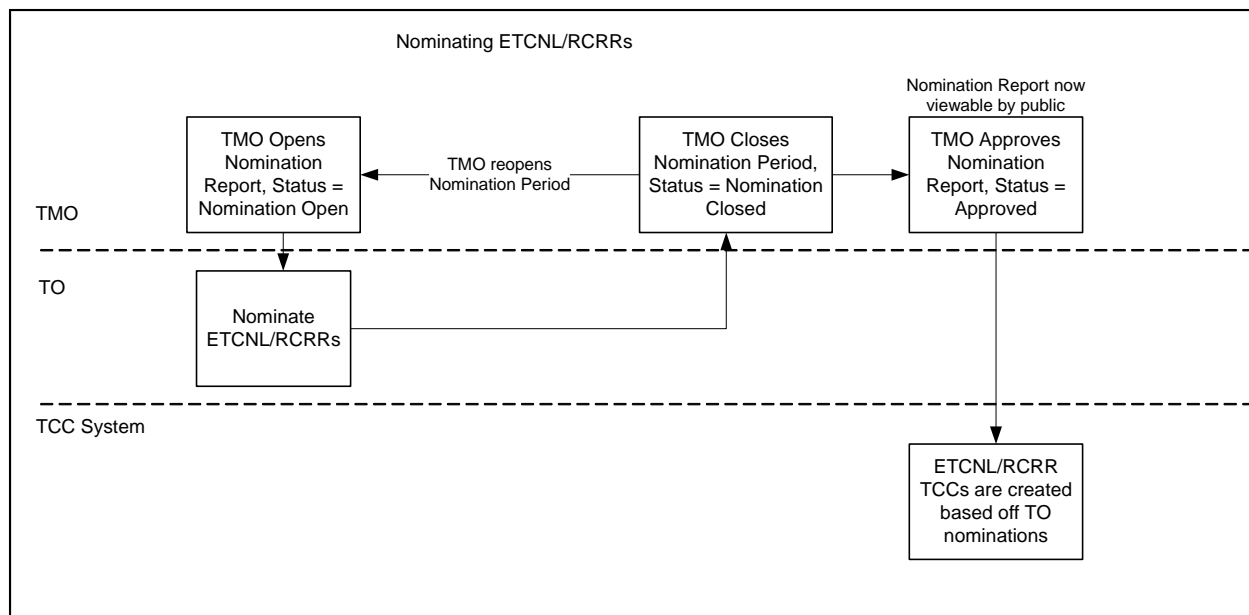 Nominating ETCNL/RCRRs
Nomination Report now
viewable by public
TMO Opens
Nomination
Report, Status =
Nomination Open
TMO reopens
Nomination Period
TMO Closes
Nomination Period,
Status = Nomination
Closed
TMO Approves
Nomination
Report, Status =
Approved
TMO
TO
Nominate
ETCNL/RCRRs
TCC System
ETCNL/RCRR
TCCs are created
based off TO
nominations